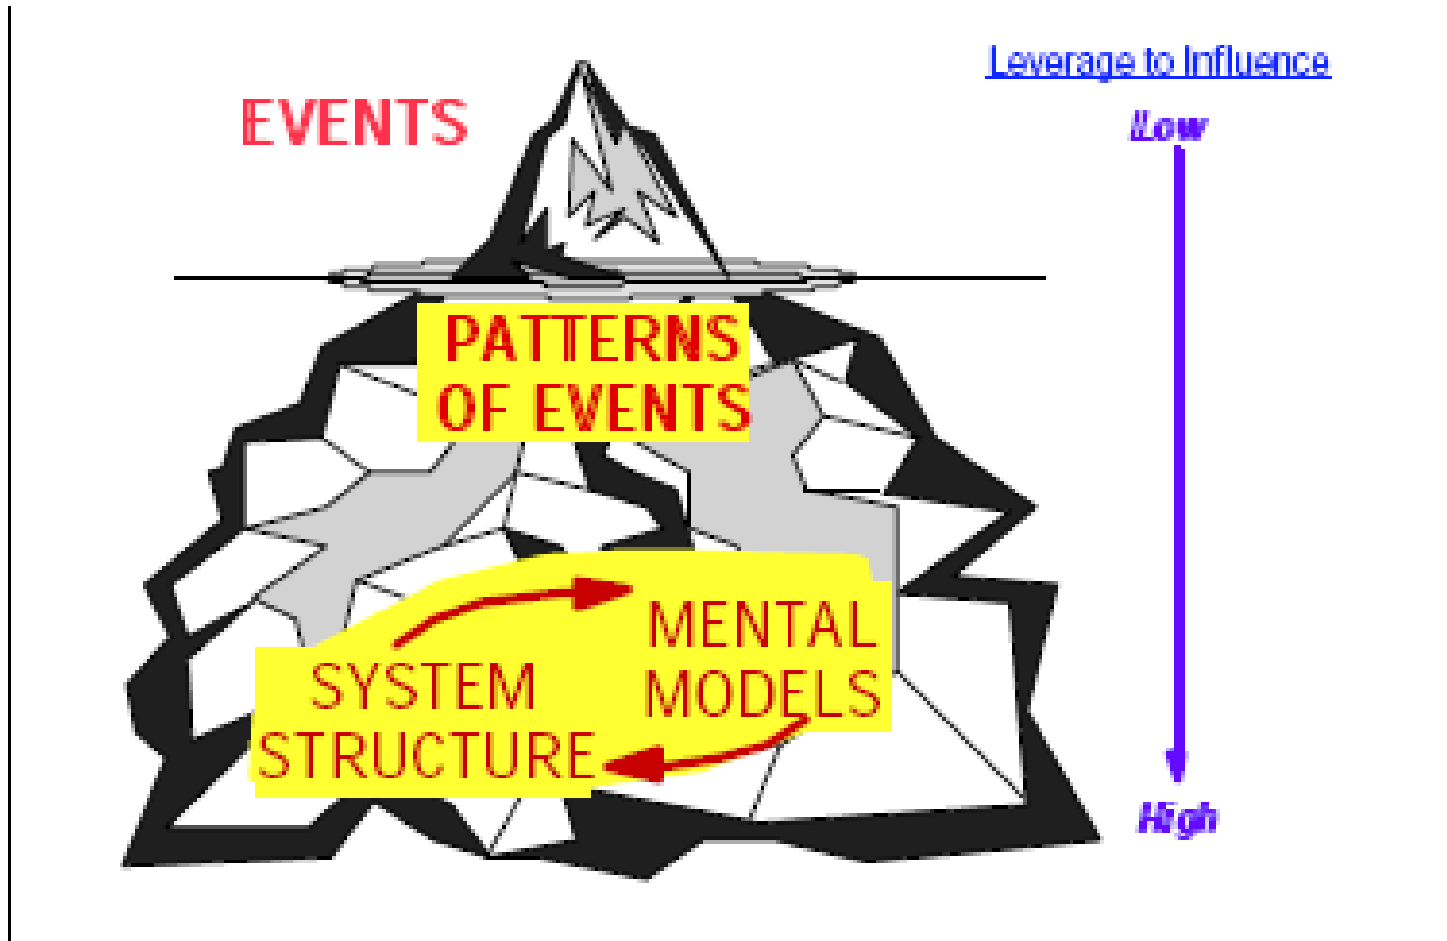 EVENTS
Leverage to Influence
Low
PATTERNS
OF EVENTS
MENTAL
MODELS
SYSTEM
STRUCTURE
High